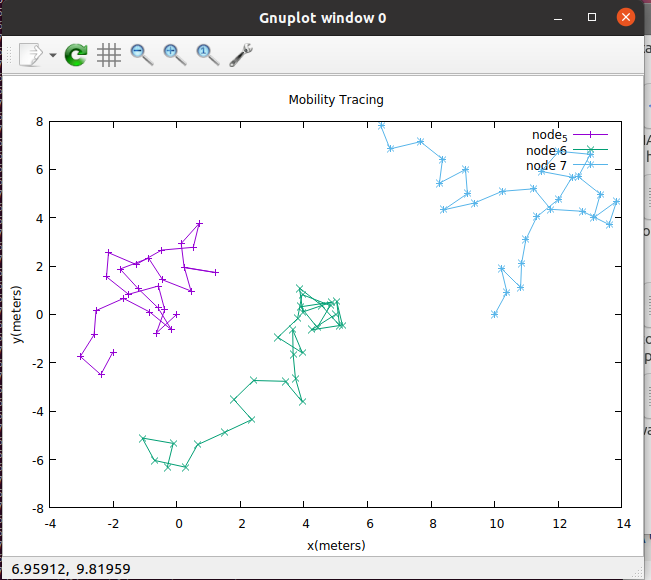 Gnuplot window 0
Mobility Tracing
node5
node 6
node 7
8
6
4
2
0
-2
-4
-6
-8
y(meters)
-4
-2
0
2
4
6
8
10
12
14
x(meters)
6.95912, 9.81959